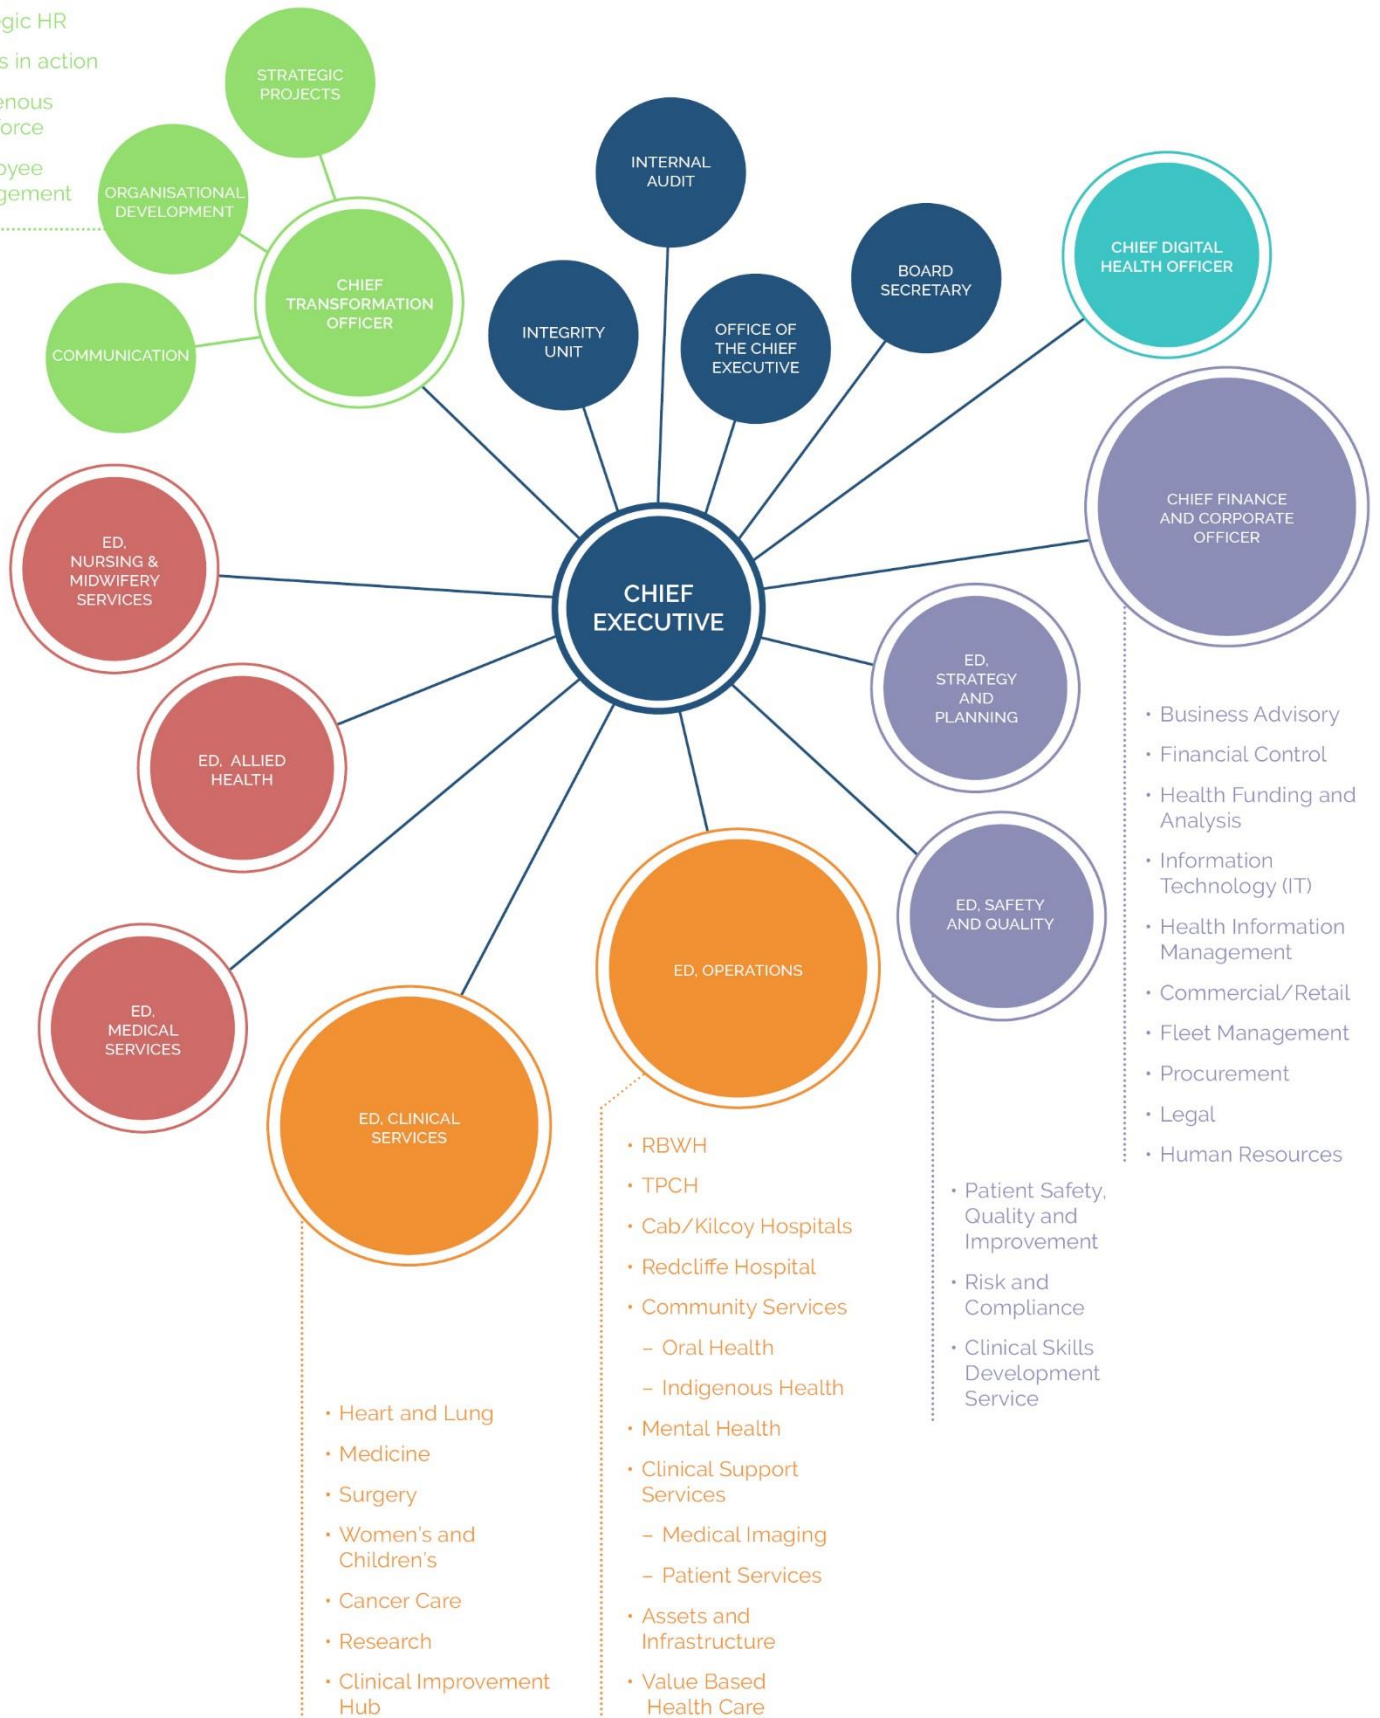 HR
in action
STRATEGIC
PROJECTS
ORGANISATIONAL
DEVELOPMENT
COMMUNICATION
CHIEF
TRANSFORMATION
OFFICER
INTERNAL
AUDIT
INTEGRITY
UNIT
OFFICE OF
THE CHIEF
EXECUTIVE
BOARD
SECRETARY
CHIEF DIGITAL
HEALTH OFFICER
CHIEF FINANCE
AND CORPORATE
OFFICER
• Business Advisory
• Financial Control
• Health Funding and
Analysis
• Information
Technology (IT)
• Health Information
Management
• Commercial/Retail
• Fleet Management
• Procurement
• Legal
• Human Resources
CHIEF
EXECUTIVE
ED,
NURSING &
MIDWIFERY
SERVICES
ED, ALLIED
HEALTH
ED,
MEDICAL
SERVICES
ED,
STRATEGY
AND
PLANNING
ED, SAFETY
AND QUALITY
• Patient Safety,
Quality and
Improvement
• Risk and
Compliance
• Clinical Skills
Development
Service
ED, OPERATIONS
• RBWH
• TPCH
• Cab/Kilcoy Hospitals
• Redcliffe Hospital
• Community Services
– Oral Health
– Indigenous Health
• Mental Health
• Clinical Support
Services
– Medical Imaging
– Patient Services
• Assets and
Infrastructure
• Value Based
Health Care
ED, CLINICAL
SERVICES
• Heart and Lung
• Medicine
• Surgery
• Women's and
Children's
• Cancer Care
• Research
• Clinical Improvement
Hub